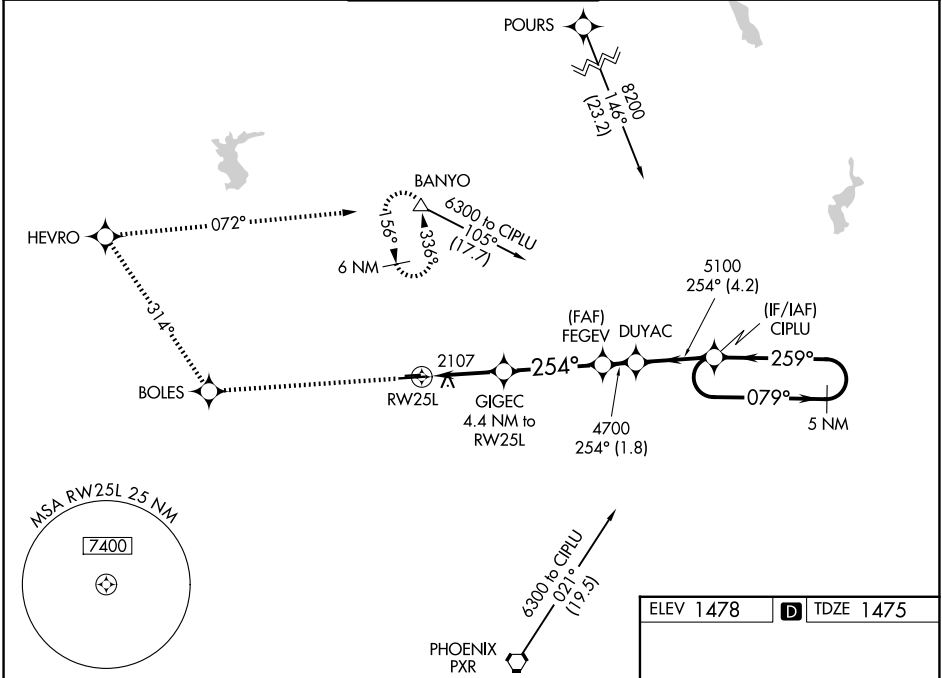 POURS
8200
146°
(23.2)
BANYO
6300 to CIPLU
105°
(17.7)
HEVRO
072°
156°
336°
6 NM
314°
5100
254° (4.2)
(IF/IAF)
CIPLU
(FAF)
FEGEV
DUYAC
259°
079°
5 NM
2107
254°
BOLES
RW25L
GIGEC
4.4 NM to
RW25L
4700
254° (1.8)
MSA RW25L 25 NM
7400
6300 to CIPLU
021°
(19.5)
PHOENIX
PXR
ELEV 1478 D TDZE 1475